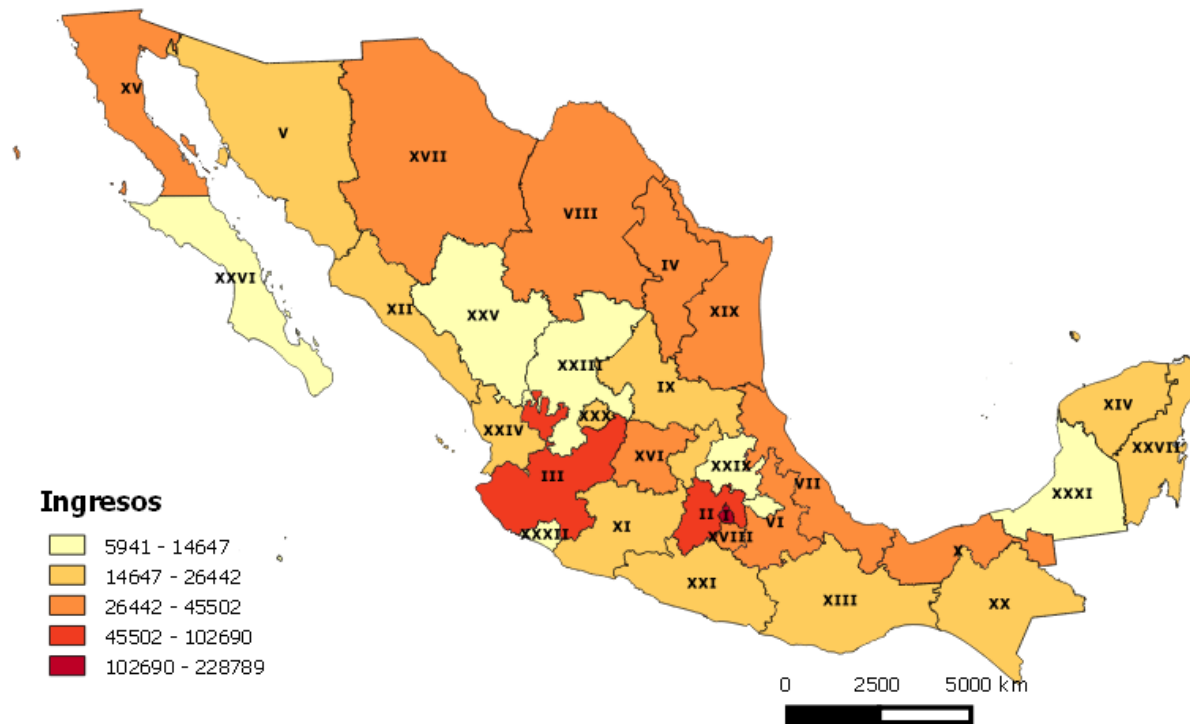 XV
V
XVII
VIII
IV
XXVI
XII
XXV
XIX
XXIII
IX
XXX
XXIV
XVI
III
XXIX
VII
XIV
XXVII
XXXI
XXXII
XI
II
I
VI
XVIII
X
XXI
XIII
XX
Ingresos
5941 - 14647
14647 - 26442
26442 - 45502
45502 - 102690
102690 - 228789
0 2500 5000 km